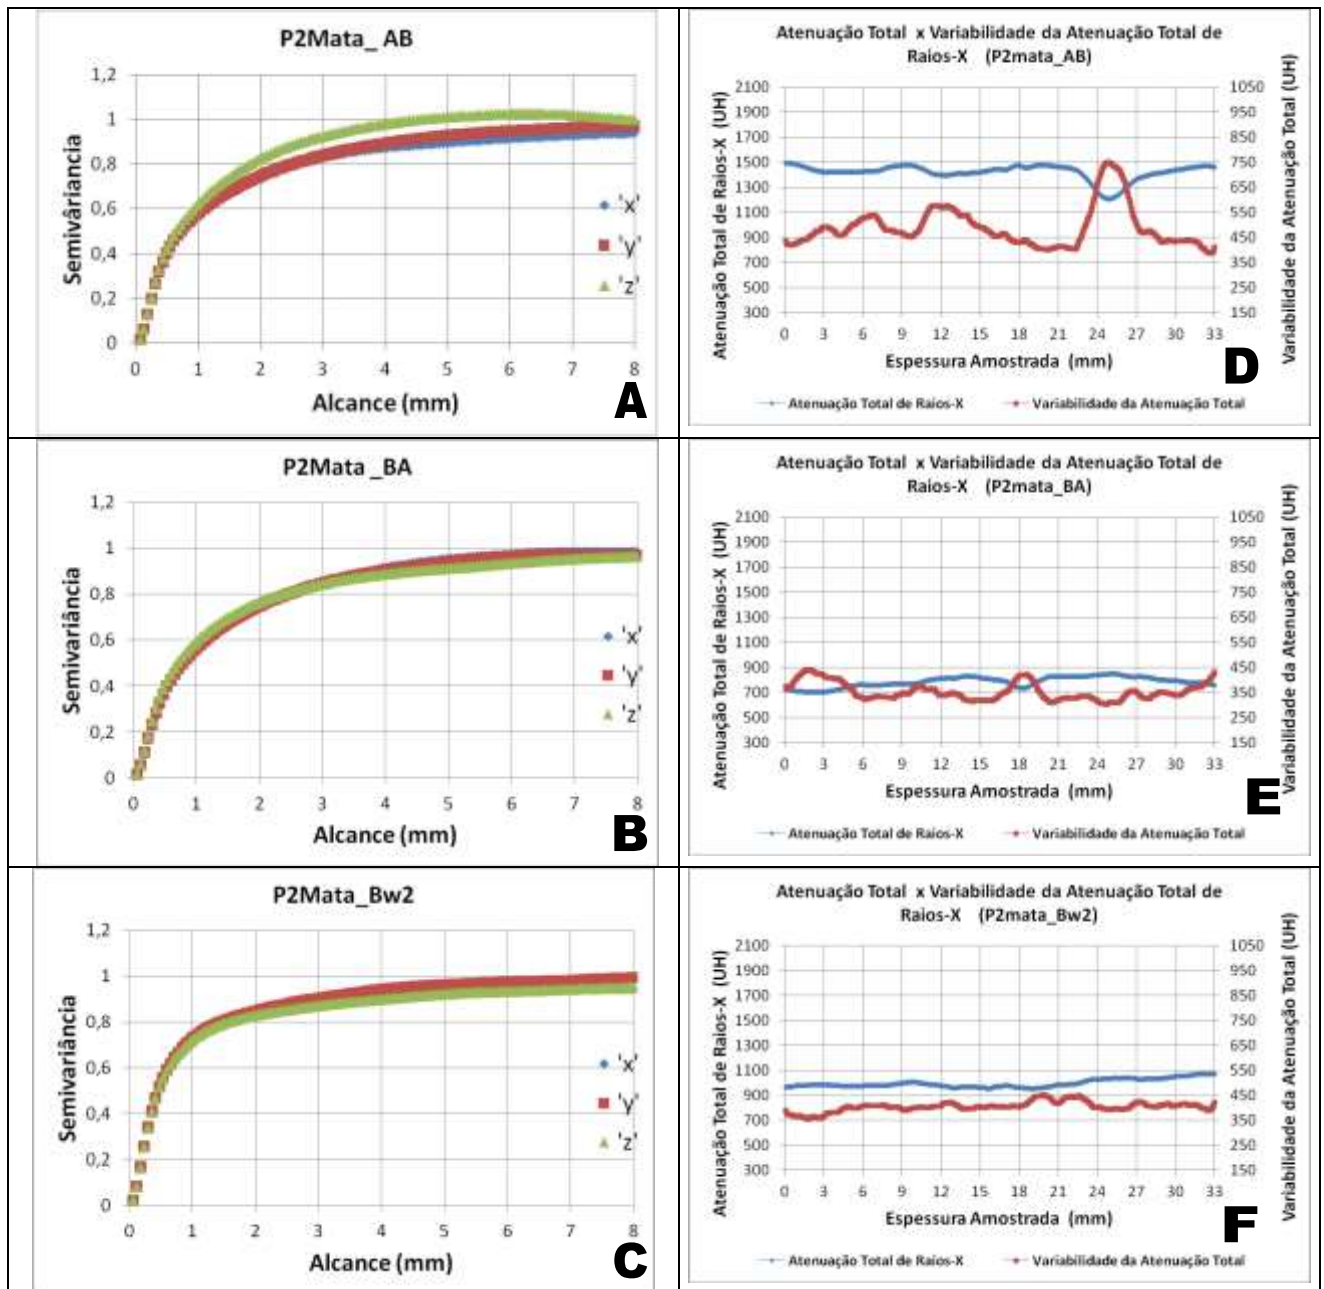 P2Mata_ AB
Semivâriancia
1,2
1
0,8
0,6
0,4
0,2
0
'x'
'y'
'z'
0 1 2 3 4 5 6 7 8
Alcance (mm)
A
Atenuação Total x Variabilidade da Atenuação Total de
Raios-X (P2mata_AB)
Atenuação Total de Raios-X (UH)
2100
1900
1700
1500
1300
1100
900
700
500
300
1050
950
850
750
650
550
450
350
250
150
Variabilidade da Atenuação Total (UH)
0 3 6 9 12 15 18 21 24 27 30 33
Espessura Amostrada (mm)
D
Atenuação Total de Raios-X Variabilidade da Atenuação Total
P2Mata _BA
Semivariância
1,2
1
0,8
0,6
0,4
0,2
0
'x'
'y'
'z'
0 1 2 3 4 5 6 7 8
Alcance (mm)
B
Atenuação Total x Variabilidade da Atenuação Total de
Raios-X (P2mata_BA)
Atenuação Total de Raios-X (UH)
2100
1900
1700
1500
1300
1100
900
700
500
300
1050
950
850
750
650
550
450
350
250
150
Variabilidade da Atenuação Total (UH)
0 3 6 9 12 15 18 21 24 27 30 33
Espessura Amostrada (mm)
E
Atenuação Total de Raios-X Variabilidade da Atenuação Total
P2Mata_Bw2
Semivariância
1,2
1
0,8
0,6
0,4
0,2
0
'x'
'y'
'z'
0 1 2 3 4 5 6 7 8
Alcance (mm)
C
Atenuação Total x Variabilidade da Atenuação Total de
Raios-X (P2mata_Bw2)
Atenuação Total de Raios-X (UH)
2100
1900
1700
1500
1300
1100
900
700
500
300
1050
950
850
750
650
550
450
350
250
150
Variabilidade da Atenuação Total (UH)
0 3 6 9 12 15 18 21 24 27 30 33
Espessura Amostrada (mm)
F
Atenuação Total de Raios-X Variabilidade da Atenuação Total